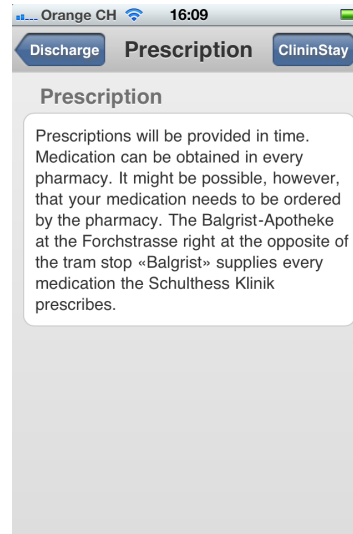 Orange CH 16:09
Discharge Prescription ClininStay
Prescription
Prescriptions will be provided in time.
Medication can be obtained in every
pharmacy. It might be possible, however,
that your medication needs to be ordered
by the pharmacy. The Balgrist-Apotheke
at the Forchstrasse right at the opposite of
the tram stop «Balgrist» supplies every
medication the Schulthess Klinik
prescribes.